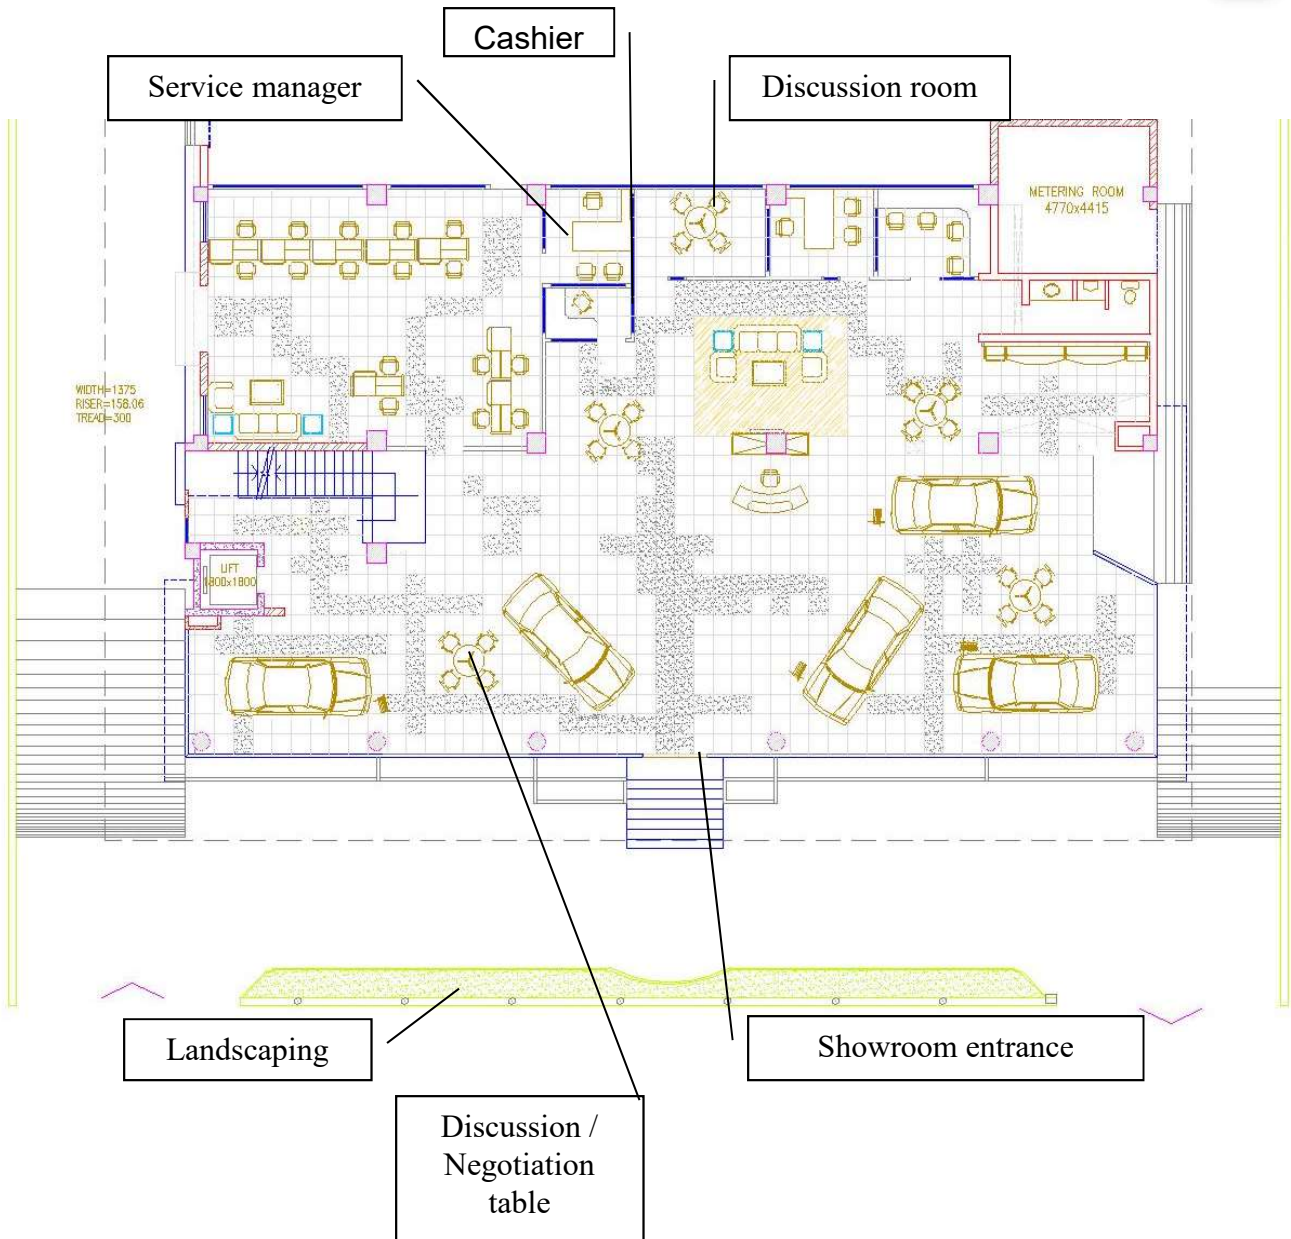 Cashier
Service manager
Discussion room
METERING ROOM
4770x4415
WIDTH=1375
RISER=158.06
TREAD=300
LIFT
1800x1800
Landscaping
Showroom entrance
Discussion /
Negotiation
table